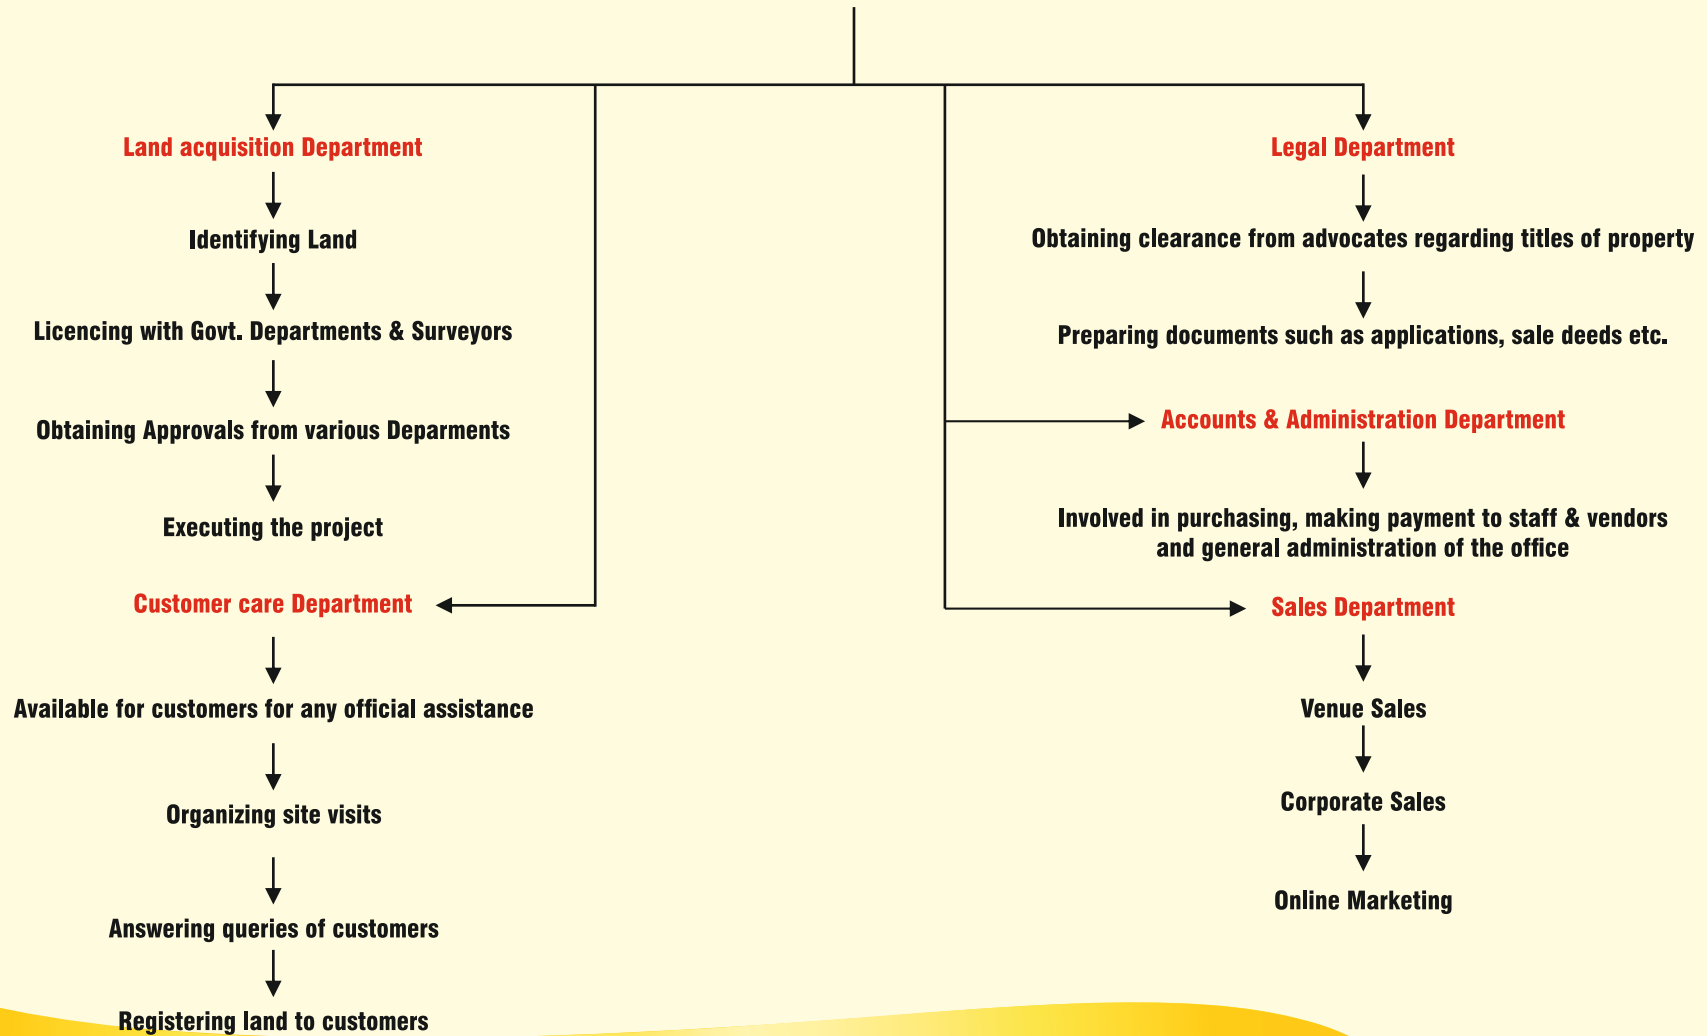 Land acquisition Department
Identifying Land
Licencing with Govt. Departments & Surveyors
Obtaining Approvals from various Deparments
Executing the project
Customer care Department
Available for customers for any official assistance
Organizing site visits
Answering queries of customers
Registering land to customers
Legal Department
Obtaining clearance from advocates regarding titles of property
Preparing documents such as applications, sale deeds etc.
Accounts & Administration Department
Involved in purchasing, making payment to staff & vendors
and general administration of the office
Sales Department
Venue Sales
Corporate Sales
Online Marketing